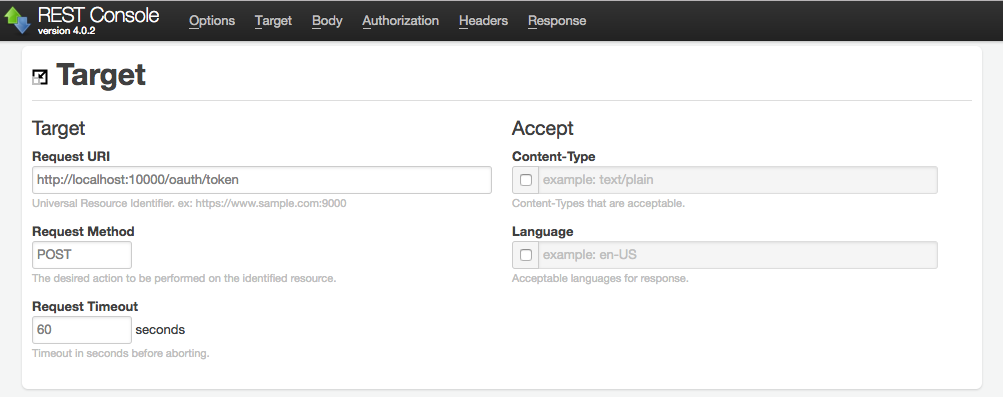 REST Console
version 4.0.2
Options Target Body Authorization Headers Response
Target
Target
Request URI
http://localhost:10000/oauth/token
Universal Resource Identifier. ex: https://www.sample.com:9000
Request Method
POST
The desired action to be performed on the identified resource.
Request Timeout
60 seconds
Timeout in seconds before aborting.
Accept
Content-Type
example: text/plain
Content-Types that are acceptable.
Language
example: en-US
Acceptable languages for response.